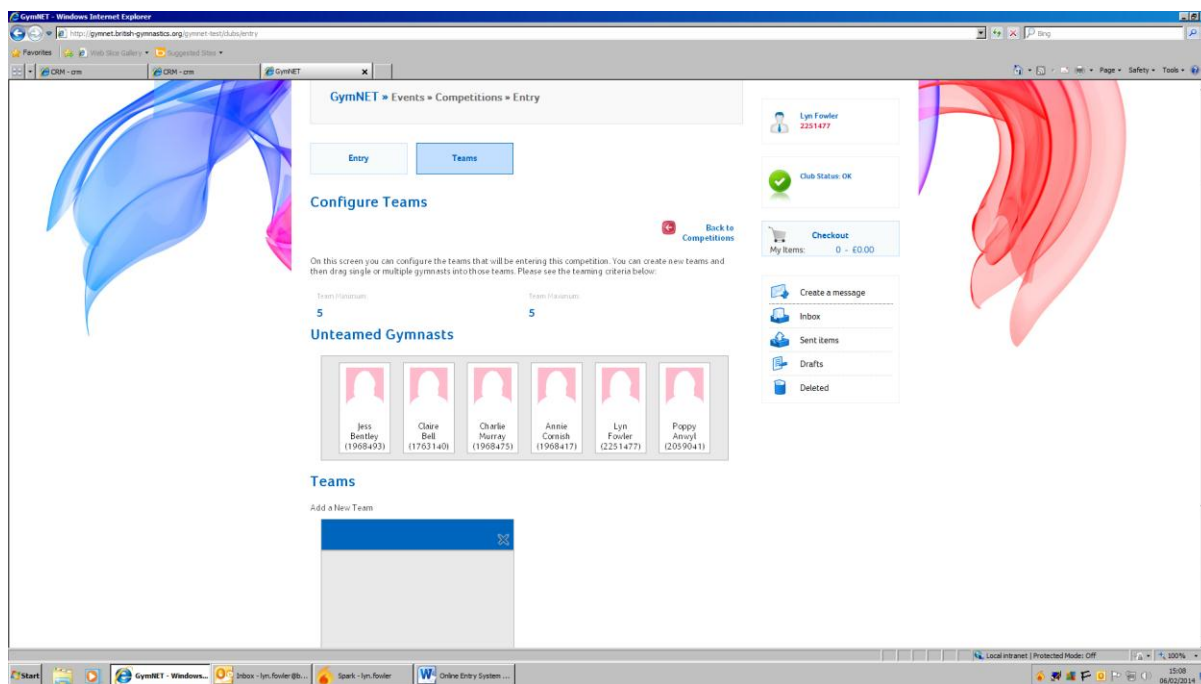 GymNET - Windows Internet Explorer
http://gymnet.british-gymnastics.org/gymnet-test/clubs/entry
Bing
Favorites Web Slice Gallery Suggested Sites
CRM - crm CRM - crm GymNET Page Safety Tools
GymNET » Events » Competitions » Entry
Lyn Fowler
2251477
Entry Teams
Club Status: OK
Configure Teams
Back to
Competitions
Checkout
My Items: 0 - £0.00
On this screen you can configure the teams that will be entering this competition. You can create new teams and
then drag single or multiple gymnasts into those teams. Please see the teaming criteria below:
Create a message
5 5
Inbox
Unteamed Gymnasts
Sent items
Drafts
Deleted
Jess
Bentley
(1968493)
Claire
Bell
(1763140)
Charlie
Murray
(1968475)
Annie
Cornish
(1968417)
Lyn
Fowler
(2251477)
Poppy
Anwyl
(2059041)
Teams
Add a New Team
Local intranet | Protected Mode: Off 100%
Start GymNET - Windows... Inbox - lyn.fowler@b... Spark - lyn.fowler Online Entry System ... 15:08
06/02/2014